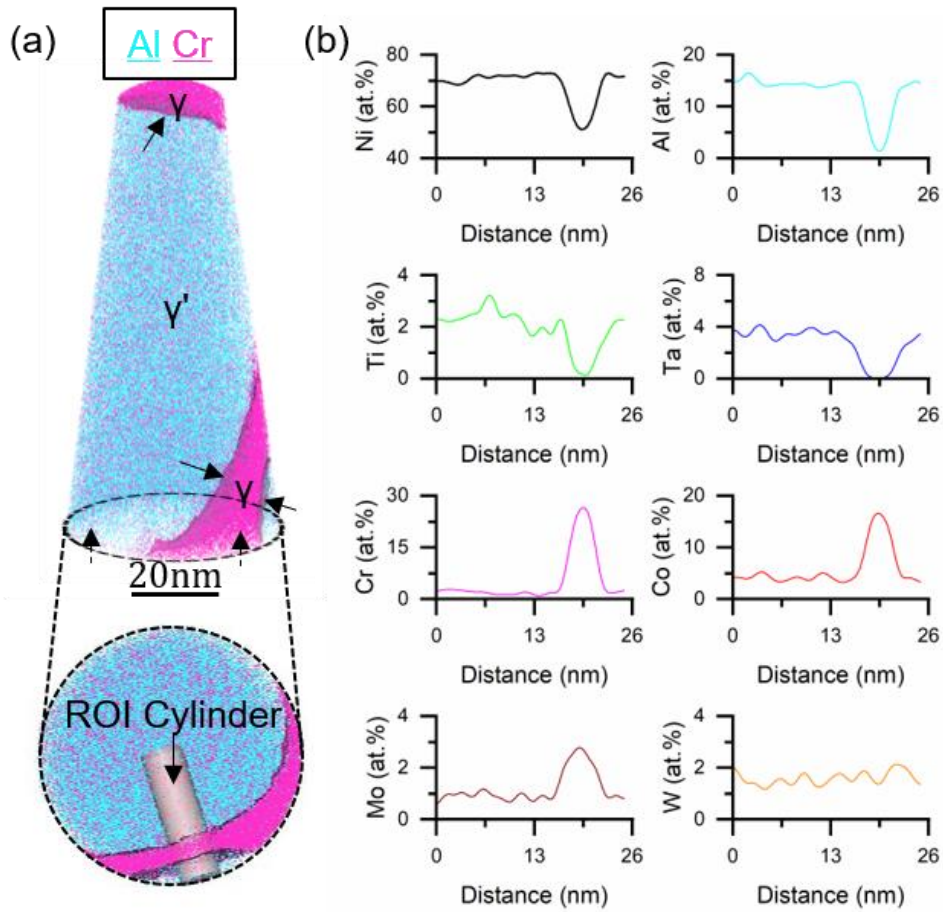 (a)
Al Cr
γ
γ'
γ
20nm
ROI Cylinder
(b)
Ni (at.%)
80
60
40
0 13 26
Distance (nm)
Al (at.%)
20
10
0
0 13 26
Distance (nm)
Ti (at.%)
4
2
0
0 13 26
Distance (nm)
Ta (at.%)
8
4
0
0 13 26
Distance (nm)
Cr (at.%)
30
15
0
0 13 26
Distance (nm)
Co (at.%)
20
10
0
0 13 26
Distance (nm)
Mo (at.%)
4
2
0
0 13 26
Distance (nm)
W (at.%)
4
2
0
0 13 26
Distance (nm)